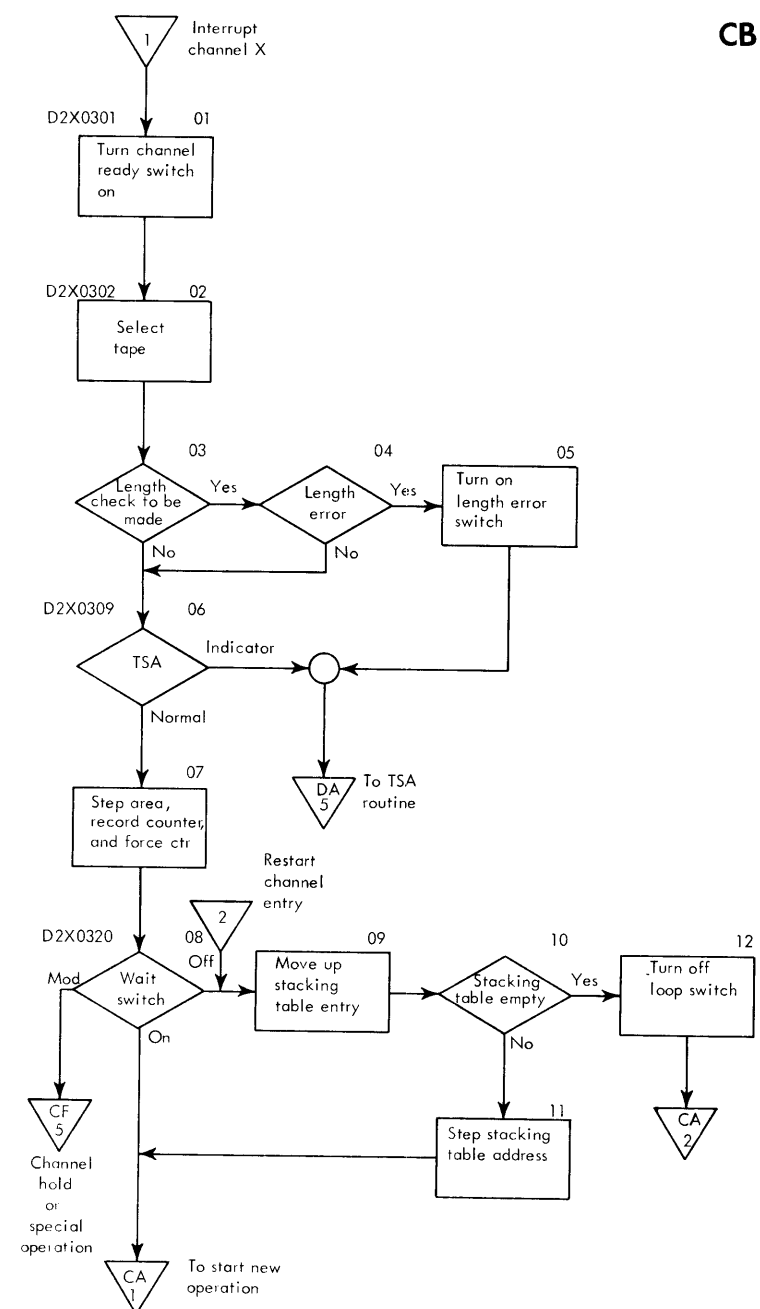 CB
1
Interrupt
channel X
D2X0301
01
Turn channel
ready switch
on
D2X0302
02
Select
tape
03
Length
check to be
made
Yes
No
04
Length
error
Yes
No
05
Turn on
length error
switch
D2X0309
06
TSA
Indicator
Normal
DA
5
To TSA
routine
07
Step area,
record counter,
and force ctr
Restart
channel
entry
2
D2X0320
08
Off
Wait
switch
Mod
On
09
Move up
stacking
table entry
10
Stacking
table empty
Yes
No
12
Turn off
loop switch
CA
2
11
Step stacking
table address
CF
5
Channel
hold
or
special
operation
CA
1
To start new
operation